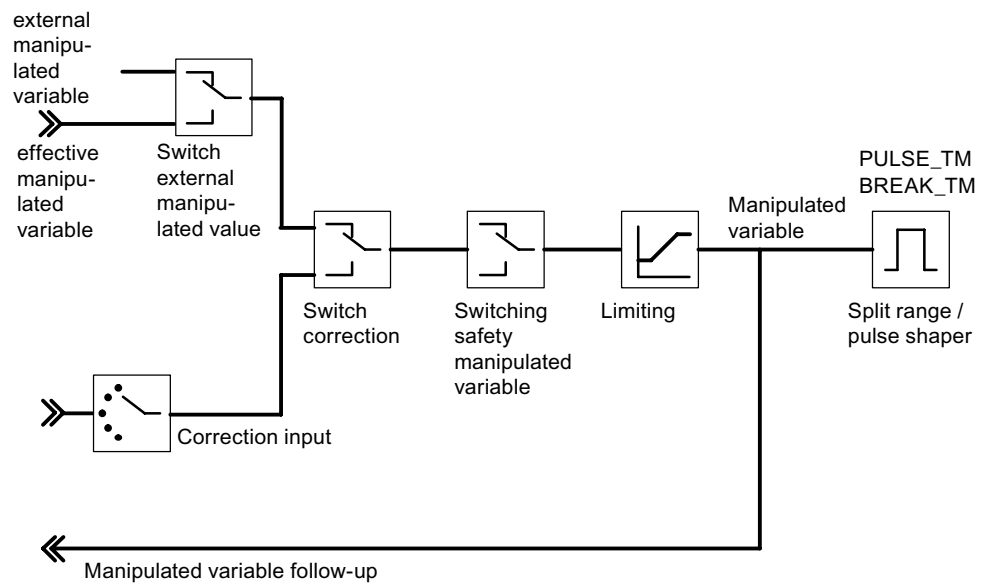 external
manipu-
lated
variable
effective
manipu-
lated
variable
Switch
external
manipu-
lated value
Switch
correction
Switching
safety
manipulated
variable
Limiting
Manipulated
variable
PULSE_TM
BREAK_TM
Split range /
pulse shaper
Correction input
Manipulated variable follow-up